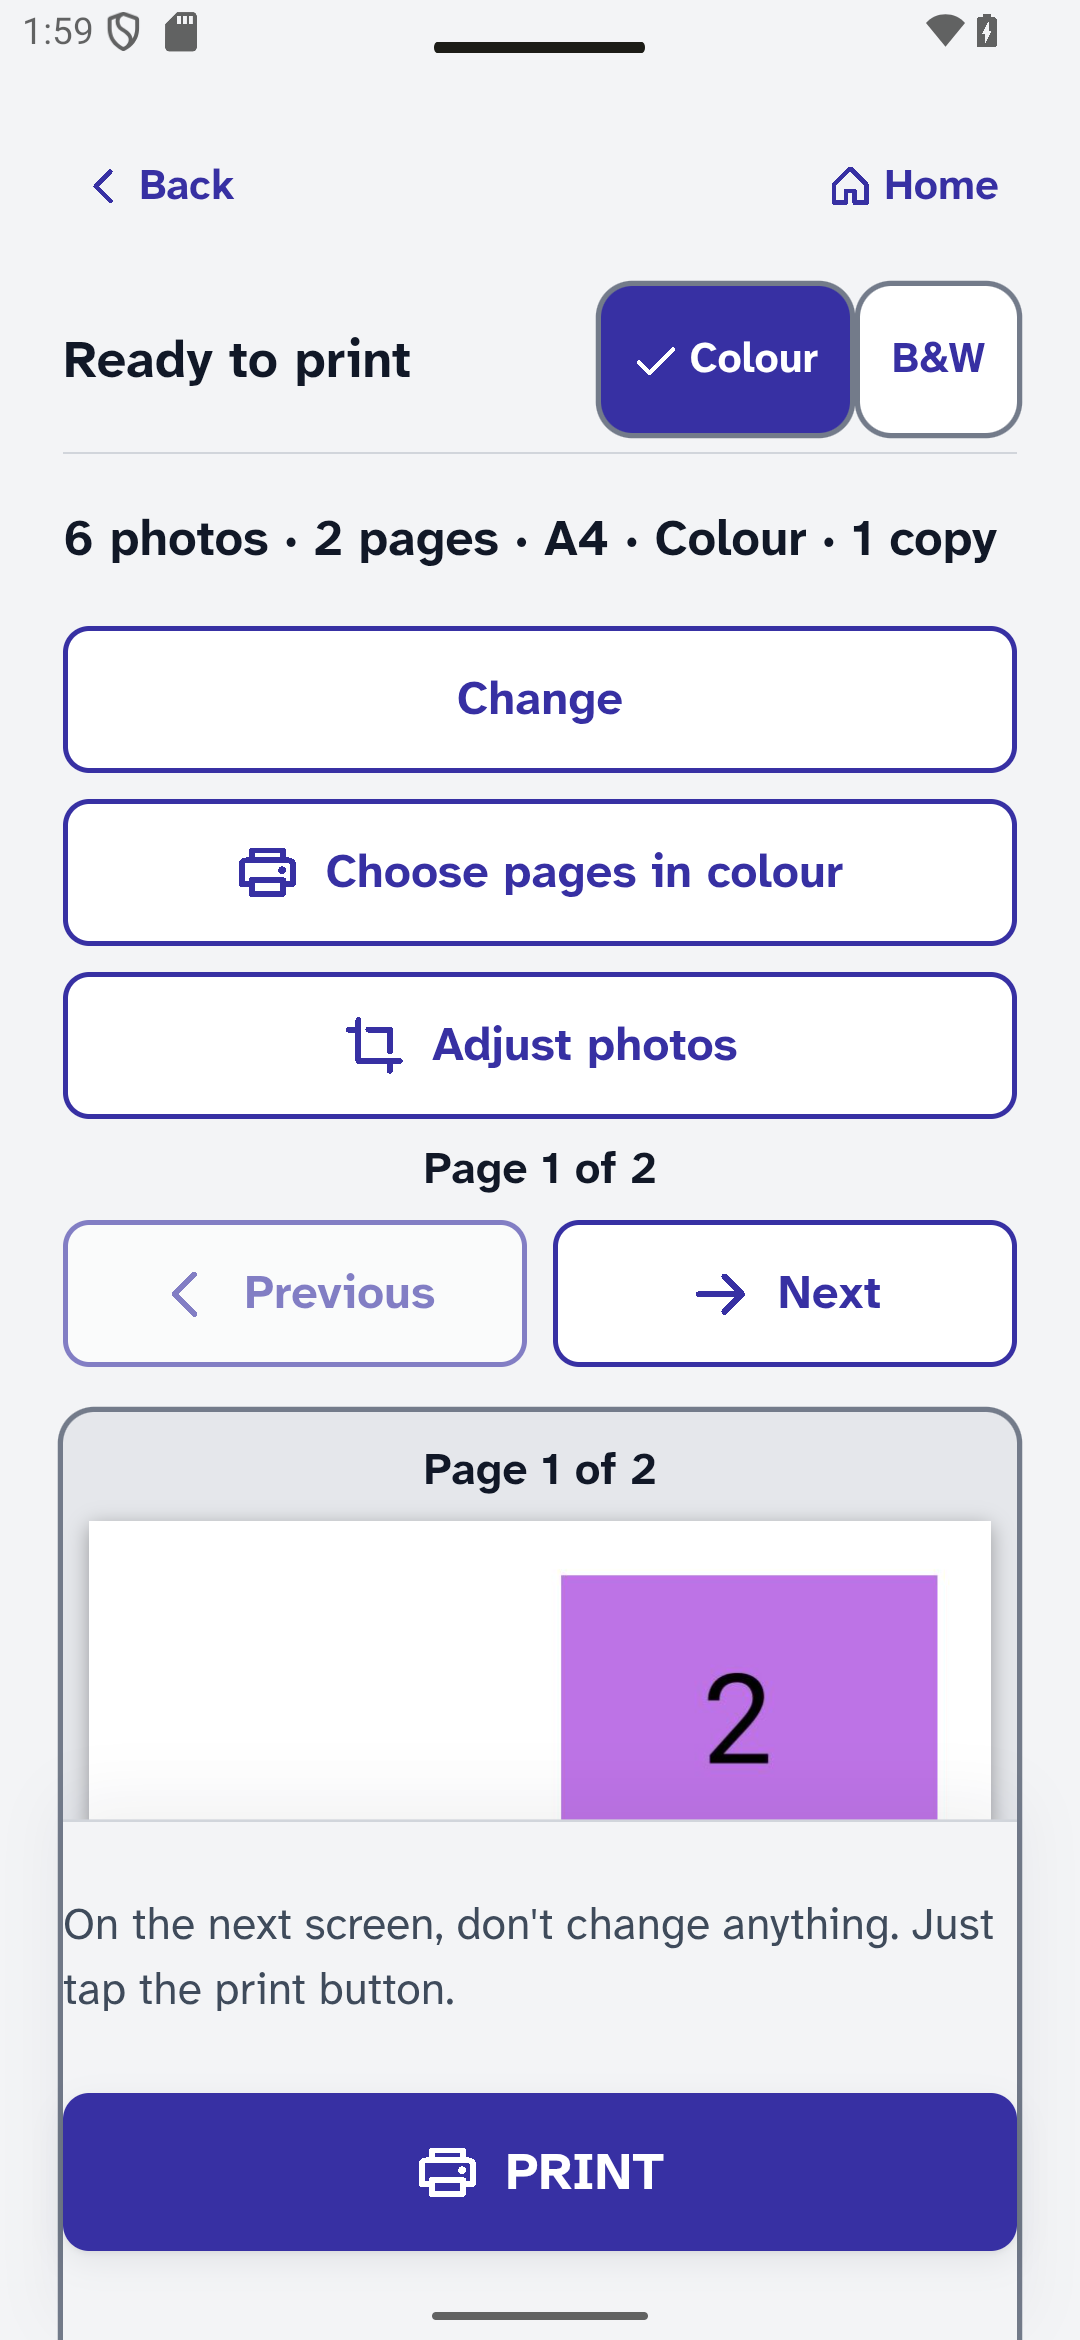 1:59
Back
Home
Ready to print
Colour
B&W
6 photos · 2 pages · A4 · Colour · 1 copy
Change
Choose pages in colour
Adjust photos
Page 1 of 2
Previous
Next
Page 1 of 2
2
On the next screen, don't change anything. Just
tap the print button.
PRINT